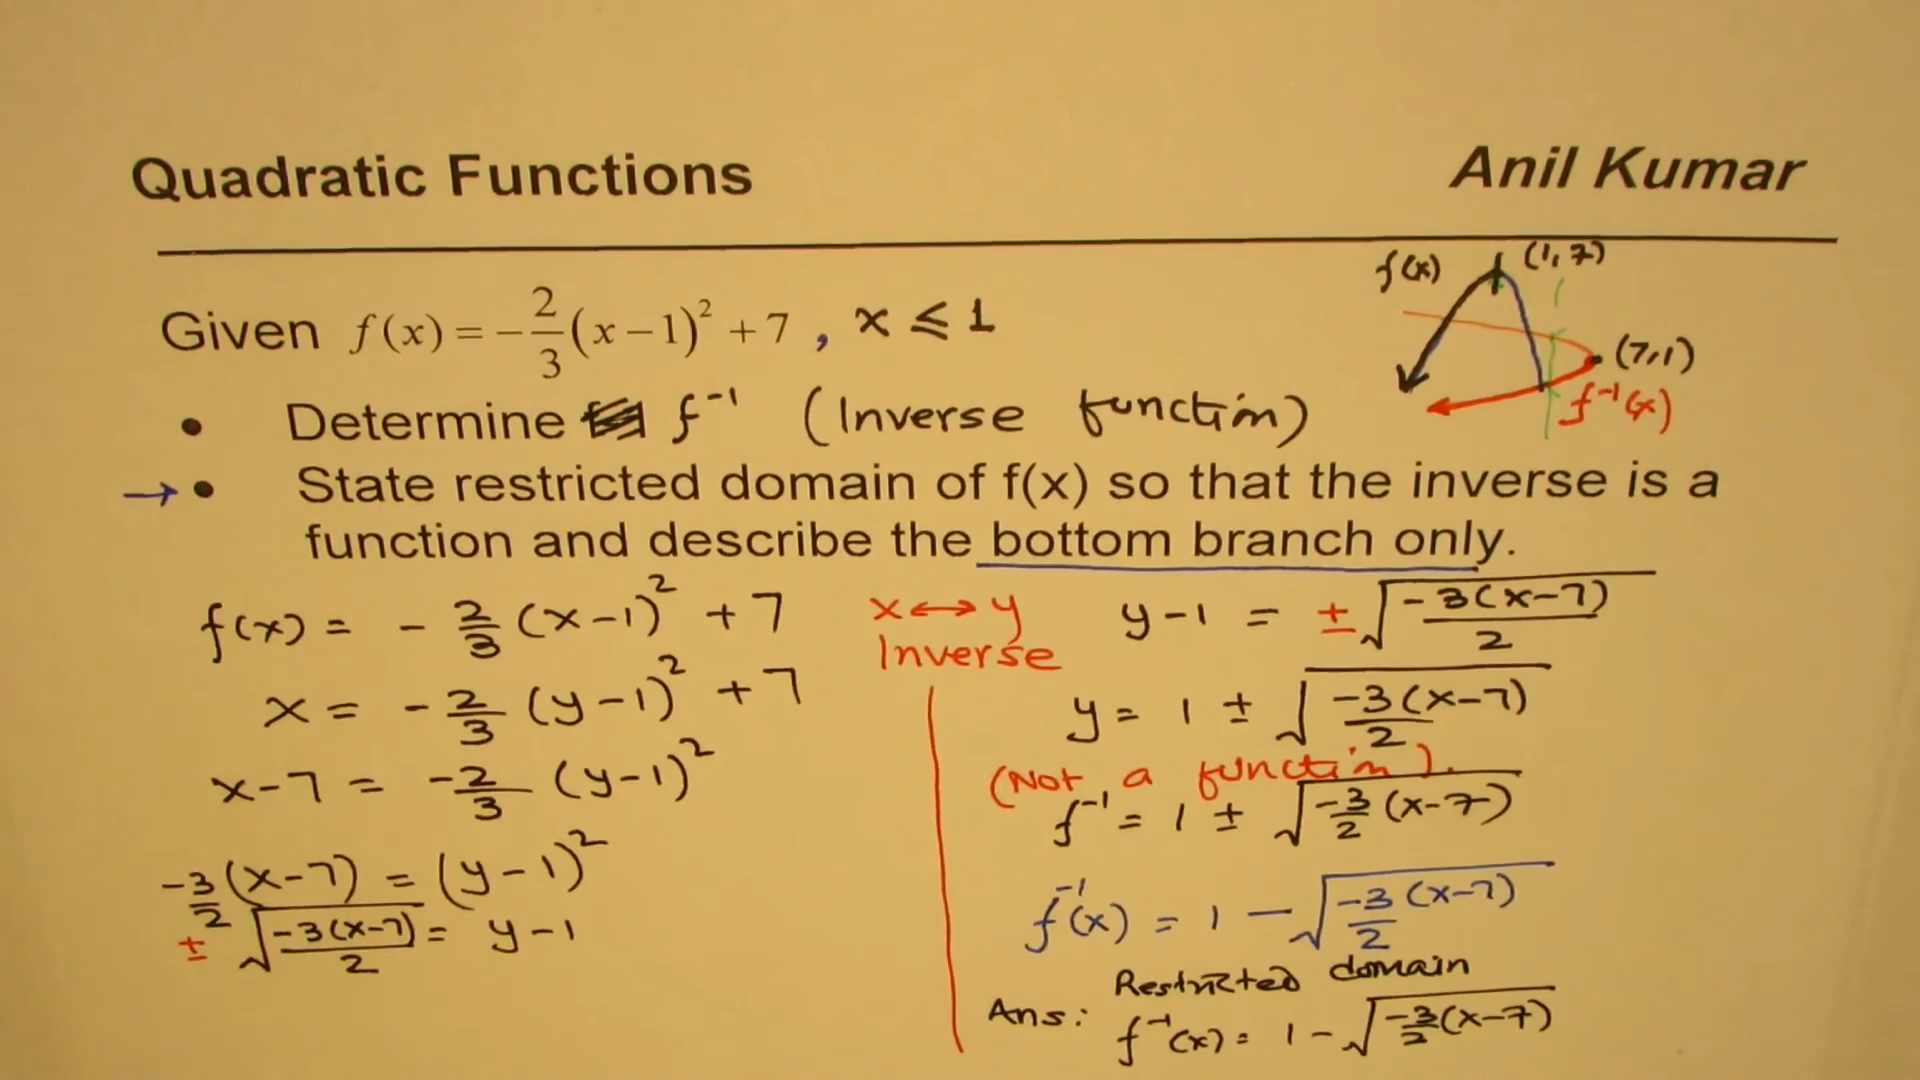 Quadratic Functions
Anil Kumar
Given f(x) = -2/3(x-1)² + 7 , x ≤ 1
f(x)
(1, 7)
(7, 1)
f⁻¹(x)
• Determine f⁻¹ (Inverse function)
→ • State restricted domain of f(x) so that the inverse is a
function and describe the bottom branch only.
f(x) = - 2/3 (x-1)² + 7
x = - 2/3 (y-1)² + 7
x-7 = -2/3 (y-1)²
-3/2 (x-7) = (y-1)²
± √(-3(x-7)/2) = y-1
x ↔ y
Inverse
y-1 = ± √(-3(x-7)/2)
y = 1 ± √(-3(x-7)/2)
(Not a function).
f⁻¹ = 1 ± √(-3/2 (x-7))
f⁻¹(x) = 1 - √(-3/2 (x-7))
Restricted domain
Ans: f⁻¹(x) = 1 - √(-3/2 (x-7))